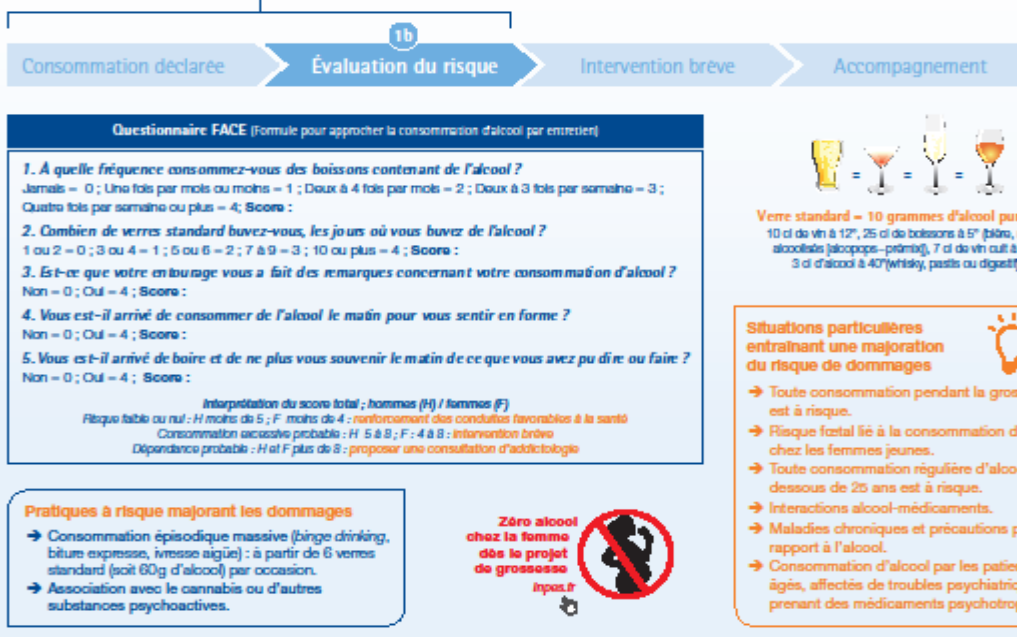 1b
Consommation déclarée
Évaluation du risque
Intervention brève
Accompagnement
Questionnaire FACE (Formule pour approcher la consommation d'alcool par entretien)
1. À quelle fréquence consommez-vous des boissons contenant de l'alcool ?
Jamais = 0 ; Une fois par mois ou moins = 1 ; Deux à 4 fois par mois = 2 ; Deux à 3 fois par semaine = 3 ;
Quatre fois par semaine ou plus = 4; Score :
2. Combien de verres standard buvez-vous, les jours où vous buvez de l'alcool ?
1 ou 2 = 0 ; 3 ou 4 = 1 ; 5 ou 6 = 2 ; 7 à 9 = 3 ; 10 ou plus = 4 ; Score :
3. Est-ce que votre entourage vous a fait des remarques concernant votre consommation d'alcool ?
Non = 0 ; Oui = 4 ; Score :
4. Vous est-il arrivé de consommer de l'alcool le matin pour vous sentir en forme ?
Non = 0 ; Oui = 4 ; Score :
5. Vous est-il arrivé de boire et de ne plus vous souvenir le matin de ce que vous avez pu dire ou faire ?
Non = 0 ; Oui = 4 ; Score :
Interprétation du score total ; hommes (H) / femmes (F)
Risque faible ou nul : H moins de 5 ; F moins de 4 : renforcement des conduites favorables à la santé
Consommation excessive probable : H 5 à 8 ; F : 4 à 8 : intervention brève
Dépendance probable : H et F plus de 8 : proposer une consultation d'addictologie
= = =
Verre standard = 10 grammes d'alcool pur
10 cl de vin à 12°, 25 cl de boissons à 5° (bière,
alcoolisés [alcopops–prémix]), 7 cl de vin cuit à
3 cl d'alcool à 40°(whisky, pastis ou digestif)
Situations particulières
entraînant une majoration
du risque de dommages
➔ Toute consommation pendant la
est à risque.
➔ Risque fœtal lié à la consommation
chez les femmes jeunes.
➔ Toute consommation régulière
dessous de 25 ans est à risque.
➔ Interactions alcool-médicaments.
➔ Maladies chroniques et précautions
rapport à l'alcool.
➔ Consommation d'alcool par les
âgés, affectés de troubles
prenant des médicaments
Pratiques à risque majorant les dommages
➔ Consommation épisodique massive (binge drinking,
biture expresse, ivresse aigüe) : à partir de 6 verres
standard (soit 60g d'alcool) par occasion.
➔ Association avec le cannabis ou d'autres
substances psychoactives.
Zéro alcool
chez la femme
dès le projet
de grossesse
inpes.fr